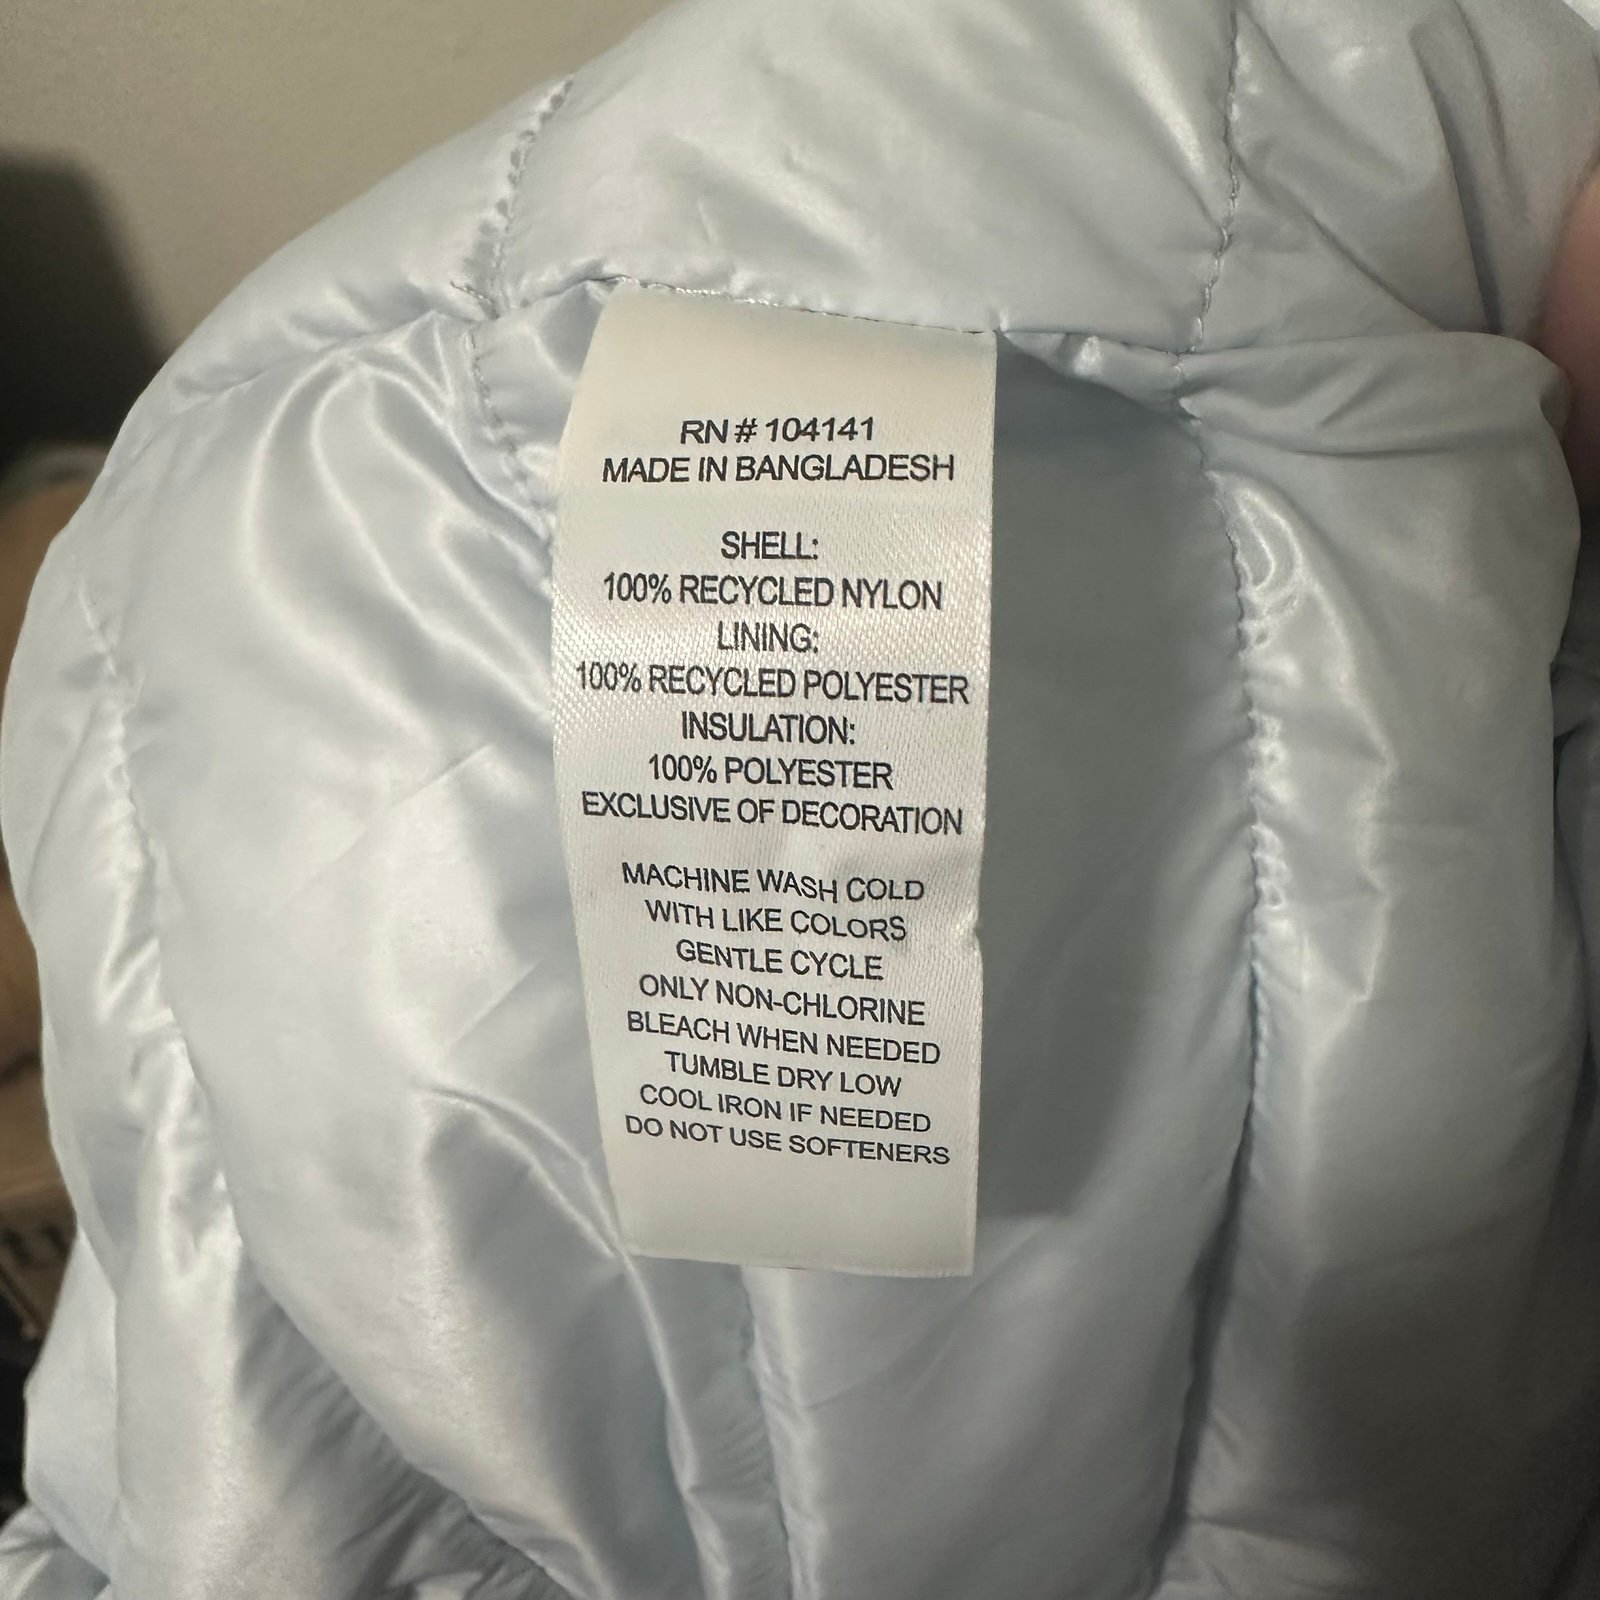 RN # 104141
MADE IN BANGLADESH
SHELL:
100% RECYCLED NYLON
LINING:
100% RECYCLED POLYESTER
INSULATION:
100% POLYESTER
EXCLUSIVE OF DECORATION
MACHINE WASH COLD
WITH LIKE COLORS
GENTLE CYCLE
ONLY NON-CHLORINE
BLEACH WHEN NEEDED
TUMBLE DRY LOW
COOL IRON IF NEEDED
DO NOT USE SOFTENERS